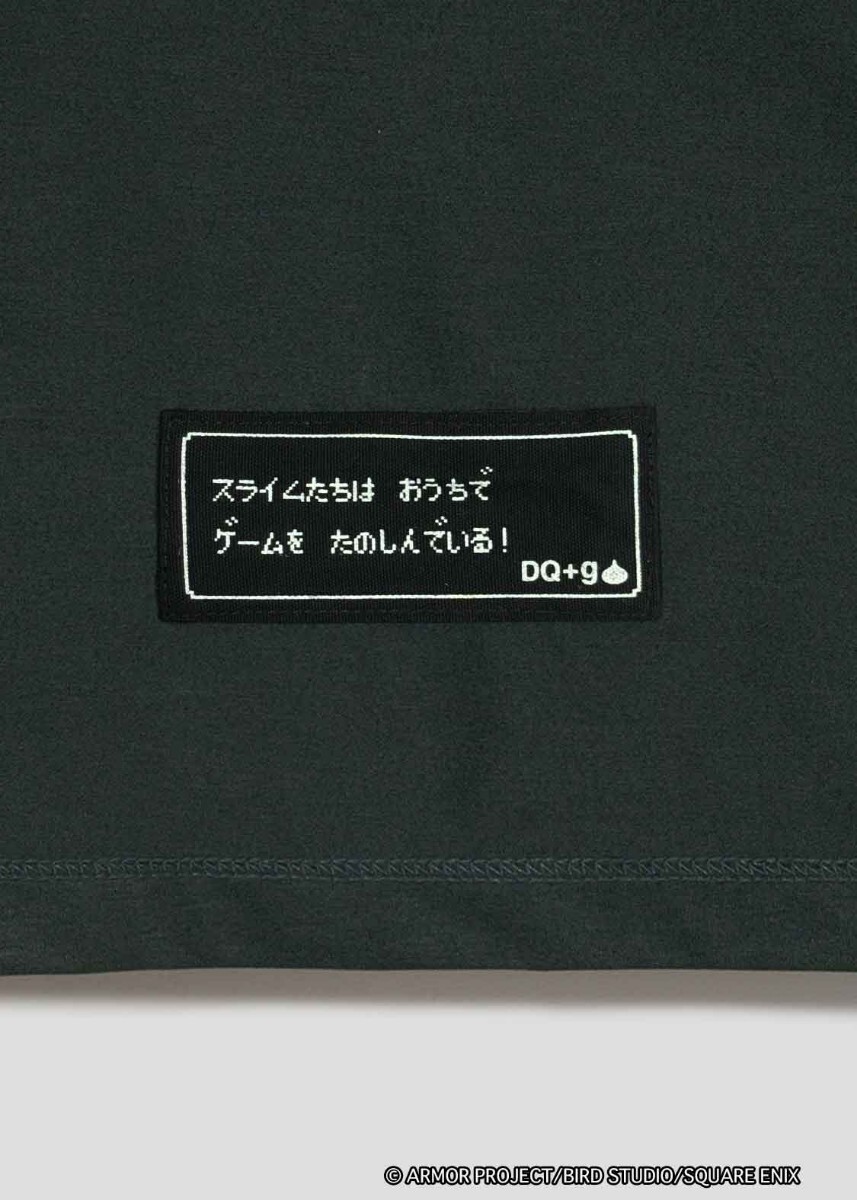 スライムたちは　おうちで
ゲームを　たのしんでいる！
DQ+g
© ARMOR PROJECT/BIRD STUDIO/SQUARE ENIX